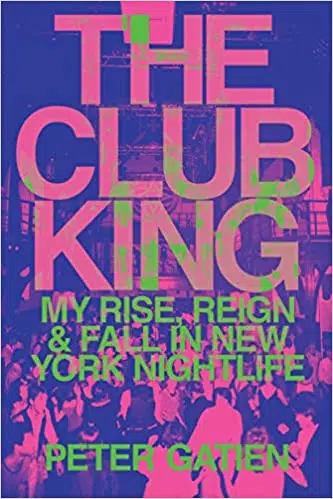 THE
CLUB
KING
MY RISE, REIGN
& FALL IN NEW
YORK NIGHTLIFE
PETER GATIEN